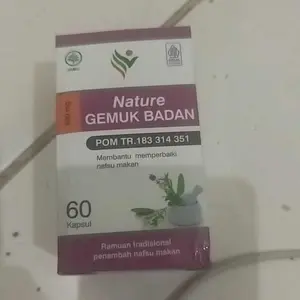 Nature
GEMUK BADAN
POM TR.183 314 351
Membantu memperbaiki
nafsu makan
60
Kapsul
Ramuan tradisional
penambah nafsu makan